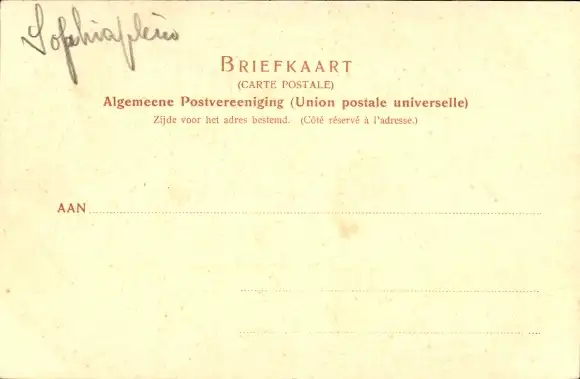 Sophiaplein
BRIEFKAART
(CARTE POSTALE)
Algemeene Postvereeniging (Union postale universelle)
Zijde voor het adres bestemd. (Côté réservé à l'adresse.)
AAN